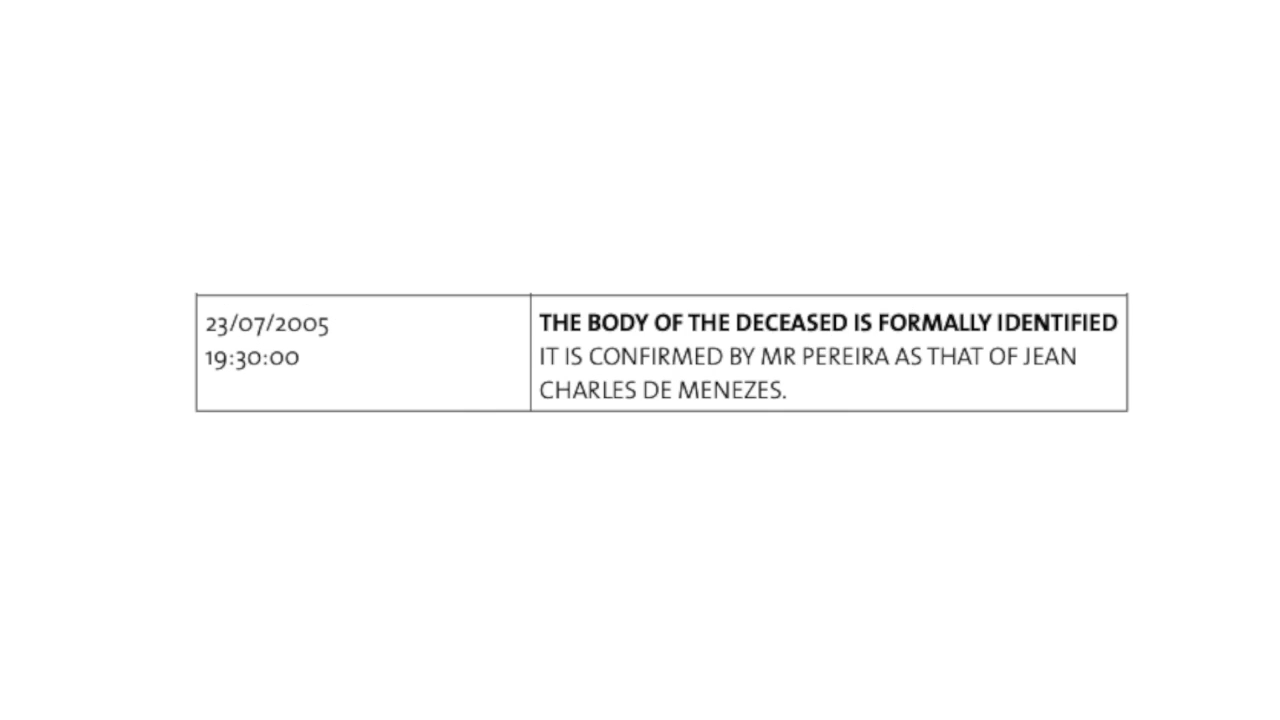 23/07/2005
19:30:00
THE BODY OF THE DECEASED IS FORMALLY IDENTIFIED
IT IS CONFIRMED BY MR PEREIRA AS THAT OF JEAN
CHARLES DE MENEZES.